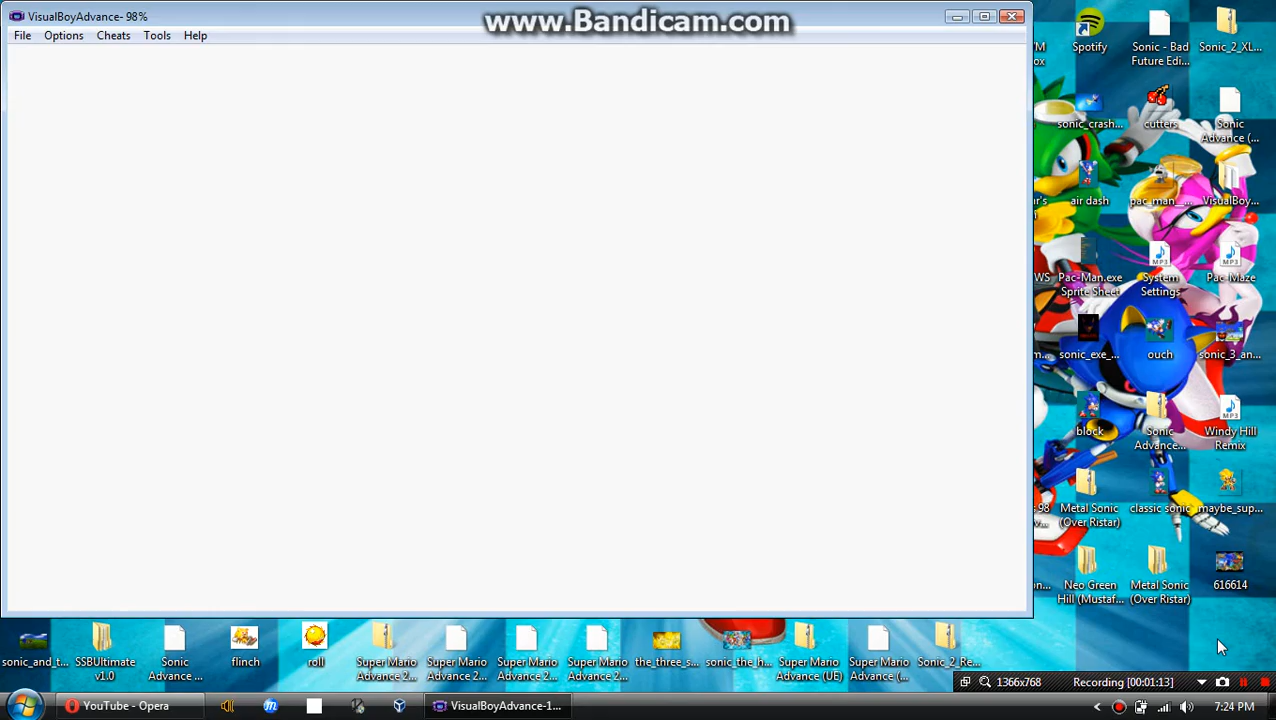 VisualBoyAdvance- 98%
www.Bandicam.com
File Options Cheats Tools Help
Spotify
Sonic - Bad
Future Edi...
Sonic_2_XL...
sonic_crash...
cutters
Sonic
Advance (...
air dash
pac_man_...
VisualBoy...
Pac-Man.exe
Sprite Sheet
System
Settings
Pac-Maze
sonic_exe_...
ouch
sonic_3_an...
block
Sonic
Advance...
Windy Hill
Remix
Metal Sonic
(Over Ristar)
classic sonic
maybe_sup...
Neo Green
Hill (Mustaf...
Metal Sonic
(Over Ristar)
616614
sonic_and_t...
SSBUltimate
v1.0
Sonic
Advance ...
flinch
roll
Super Mario
Advance 2...
Super Mario
Advance 2...
Super Mario
Advance 2...
Super Mario
Advance 2...
the_three_s...
sonic_the_h...
Super Mario
Advance (UE)
Super Mario
Advance (...
Sonic_2_Re...
1366x768
Recording [00:01:13]
YouTube - Opera
VisualBoyAdvance-1...
7:24 PM